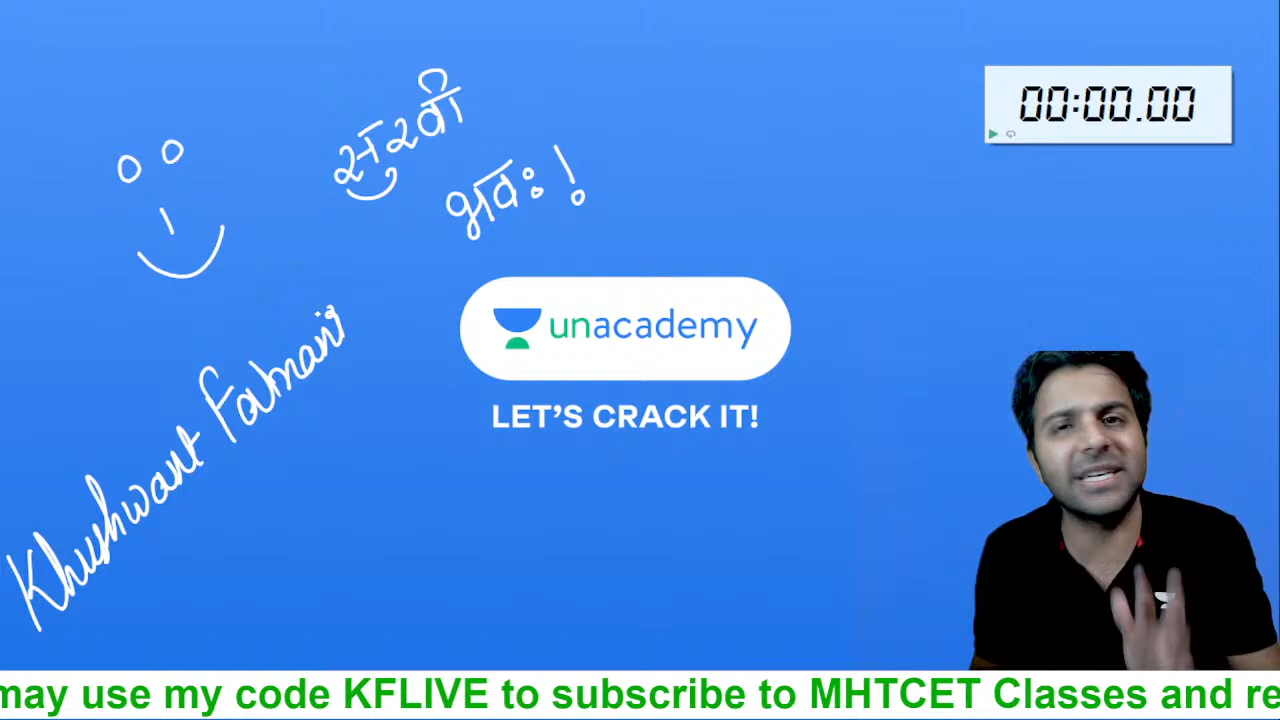 सुखी
भवः !
00:00.00
unacademy
LET'S CRACK IT!
Khushwant Fatnani
may use my code KFLIVE to subscribe to MHTCET Classes and re